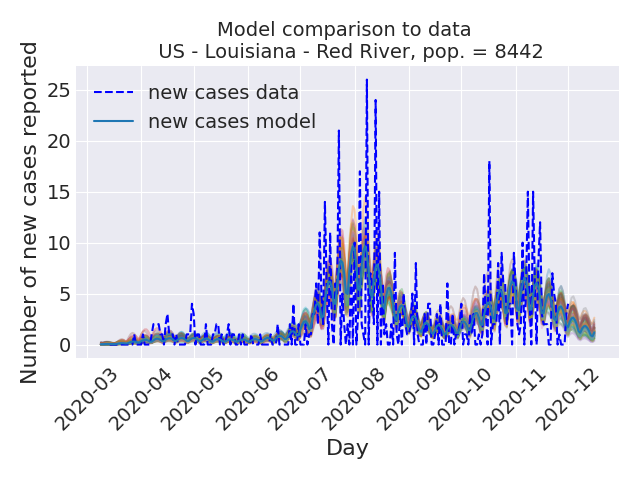 Model comparison to data
US - Louisiana - Red River, pop. = 8442
Number of new cases reported
25
20
15
10
5
0
new cases data
new cases model
2020-03
2020-04
2020-05
2020-06
2020-07
2020-08
2020-09
2020-10
2020-11
2020-12
Day